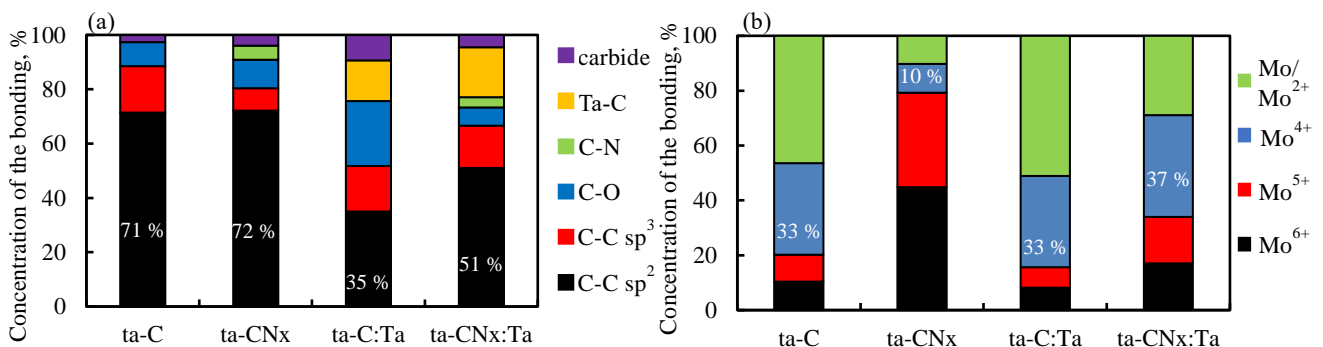 (a)
Concentration of the bonding, %
100
80
60
40
20
0
71 %
72 %
35 %
51 %
ta-C
ta-CNx
ta-C:Ta
ta-CNx:Ta
carbide
Ta-C
C-N
C-O
C-C sp³
C-C sp²
(b)
Concentration of the bonding, %
100
80
60
40
20
0
33 %
10 %
33 %
37 %
ta-C
ta-CNx
ta-C:Ta
ta-CNx:Ta
Mo/
Mo²⁺
Mo⁴⁺
Mo⁵⁺
Mo⁶⁺